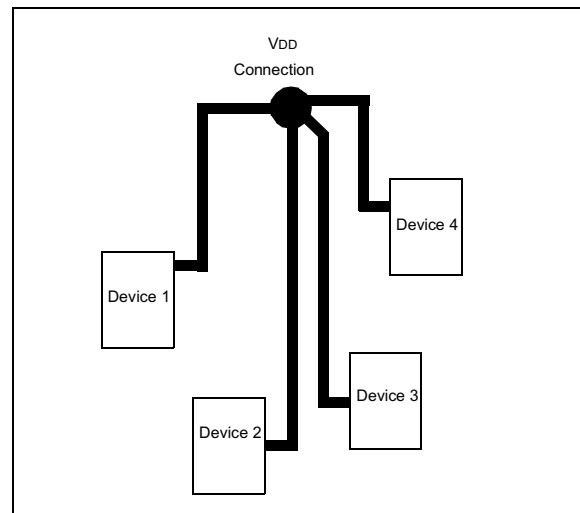 VDD
Connection
Device 4
Device 1
Device 3
Device 2